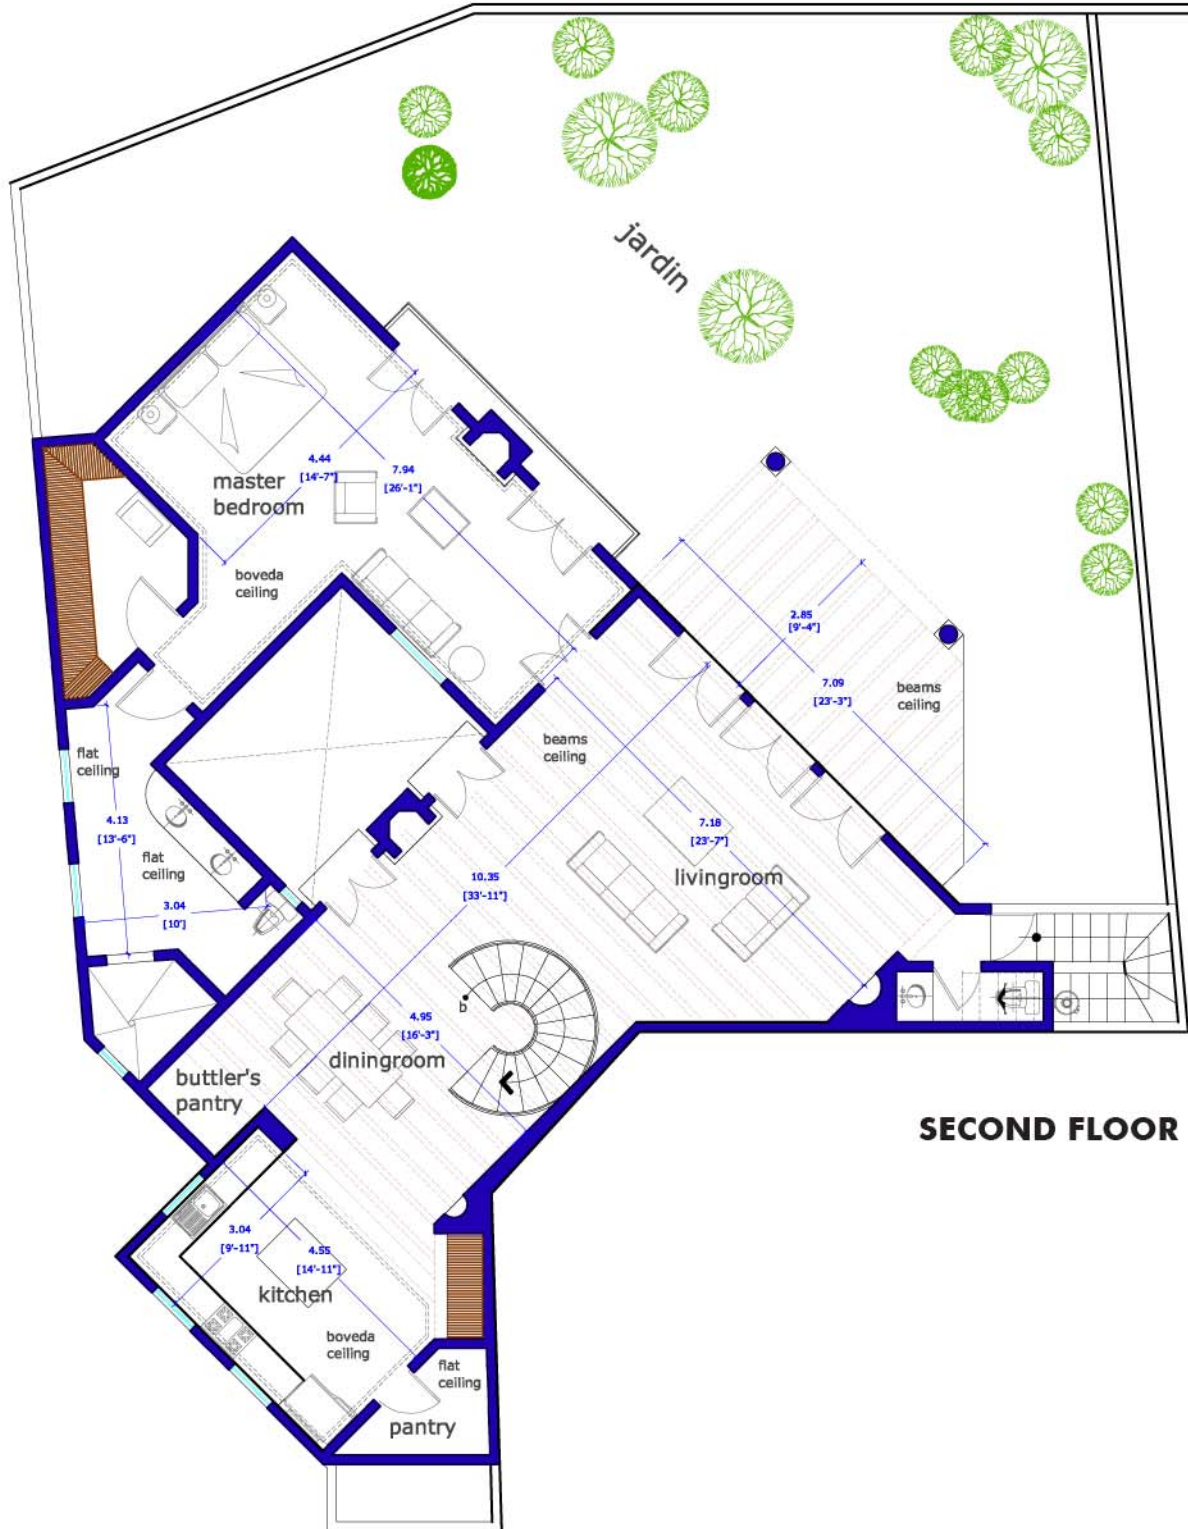 jardin
4.44
[14'-7"]
7.94
[26'-1"]
master
bedroom
boveda
ceiling
2.85
[9'-4"]
7.09
[23'-3"]
beams
ceiling
flat
ceiling
beams
ceiling
4.13
[13'-6"]
flat
ceiling
7.18
[23'-7"]
livingroom
10.35
[33'-11"]
3.04
[10']
b
4.95
[16'-3"]
diningroom
buttler's
pantry
SECOND FLOOR
3.04
[9'-11"]
4.55
[14'-11"]
kitchen
boveda
ceiling
flat
ceiling
pantry